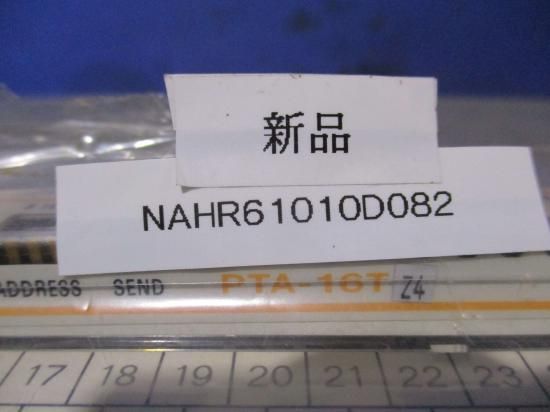 新品
NAHR61010D082
ADDRESS SEND PTA-16T Z4
17 18 19 20 21 22 23